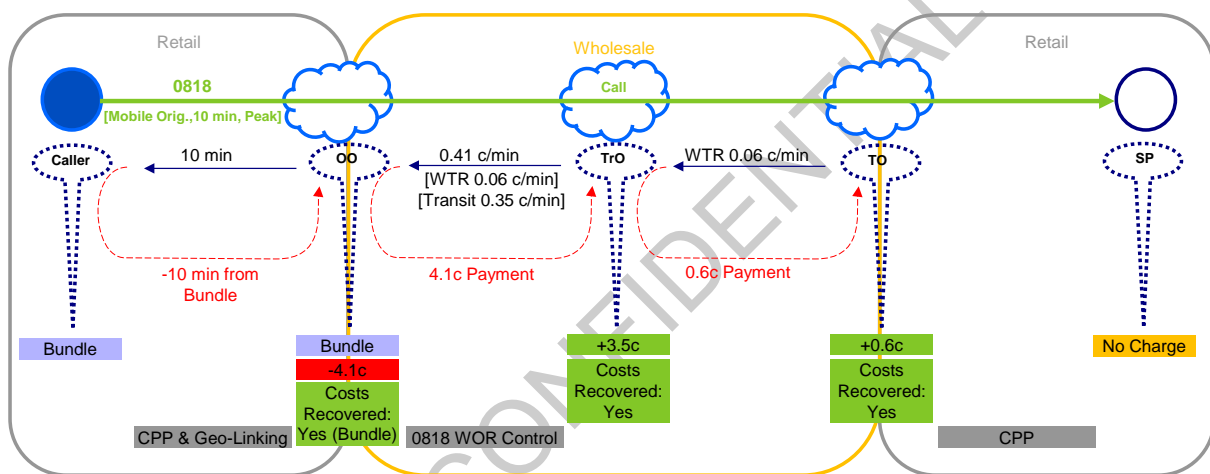 Retail
Wholesale
Retail
0818
Call
[Mobile Orig.,10 min, Peak]
Caller
10 min
OO
0.41 c/min
[WTR 0.06 c/min]
[Transit 0.35 c/min]
TrO
WTR 0.06 c/min
TO
SP
-10 min from
Bundle
4.1c Payment
0.6c Payment
Bundle
Bundle
-4.1c
Costs
Recovered:
Yes (Bundle)
+3.5c
Costs
Recovered:
Yes
+0.6c
Costs
Recovered:
Yes
No Charge
CPP & Geo-Linking
0818 WOR Control
CPP
CONFIDENTIAL